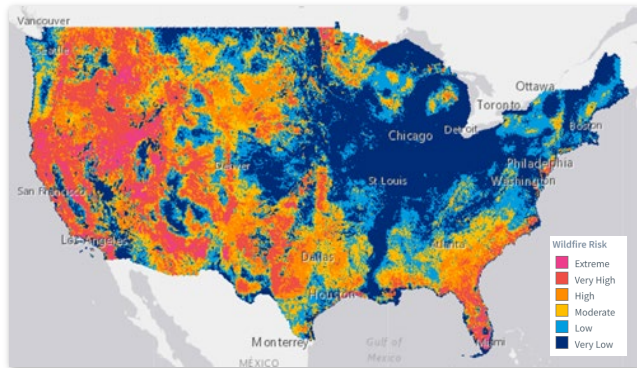 Vancouver
Seattle
Ottawa
Toronto
Boston
Chicago
Detroit
Philadelphia
Denver
St.Louis
Washington
San Francisco
Los Angeles
Atlanta
Dallas
Houston
Monterrey
Gulf of
Mexico
Miami
MÉXICO
Wildfire Risk
Extreme
Very High
High
Moderate
Low
Very Low